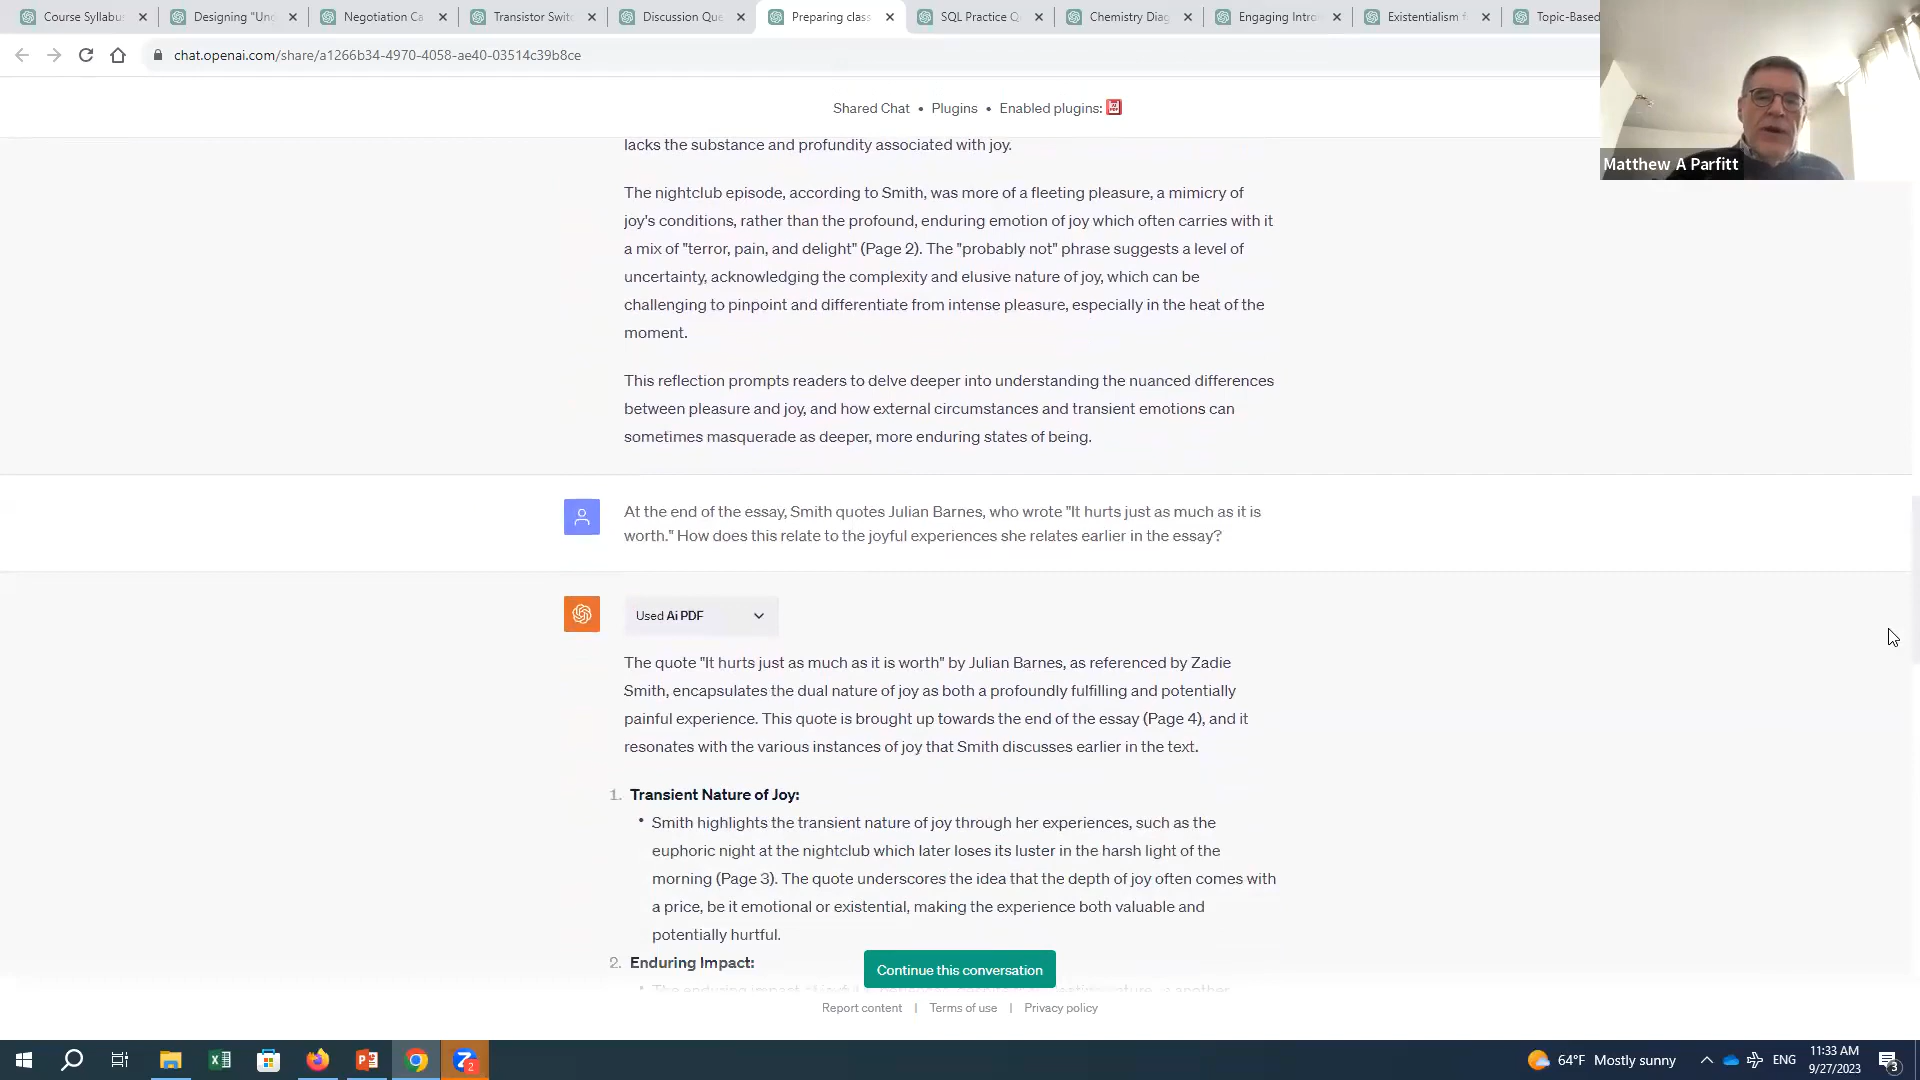 Course Syllabus
Designing "Un
Negotiation Ca
Transistor Swit
Discussion Que
Preparing class
SQL Practice Q
Chemistry Diag
Engaging Intro
Existentialism f
Topic-Based
chat.openai.com/share/a1266b34-4970-4058-ae40-03514c39b8ce
Shared Chat • Plugins • Enabled plugins:
Matthew A Parfitt
lacks the substance and profundity associated with joy.
The nightclub episode, according to Smith, was more of a fleeting pleasure, a mimicry of
joy's conditions, rather than the profound, enduring emotion of joy which often carries with it
a mix of "terror, pain, and delight" (Page 2). The "probably not" phrase suggests a level of
uncertainty, acknowledging the complexity and elusive nature of joy, which can be
challenging to pinpoint and differentiate from intense pleasure, especially in the heat of the
moment.
This reflection prompts readers to delve deeper into understanding the nuanced differences
between pleasure and joy, and how external circumstances and transient emotions can
sometimes masquerade as deeper, more enduring states of being.
At the end of the essay, Smith quotes Julian Barnes, who wrote "It hurts just as much as it is
worth." How does this relate to the joyful experiences she relates earlier in the essay?
Used Ai PDF
The quote "It hurts just as much as it is worth" by Julian Barnes, as referenced by Zadie
Smith, encapsulates the dual nature of joy as both a profoundly fulfilling and potentially
painful experience. This quote is brought up towards the end of the essay (Page 4), and it
resonates with the various instances of joy that Smith discusses earlier in the text.
1. Transient Nature of Joy:
• Smith highlights the transient nature of joy through her experiences, such as the
euphoric night at the nightclub which later loses its luster in the harsh light of the
morning (Page 3). The quote underscores the idea that the depth of joy often comes with
a price, be it emotional or existential, making the experience both valuable and
potentially hurtful.
2. Enduring Impact:
Continue this conversation
Report content | Terms of use | Privacy policy
64°F Mostly sunny
ENG
11:33 AM
9/27/2023
3
2